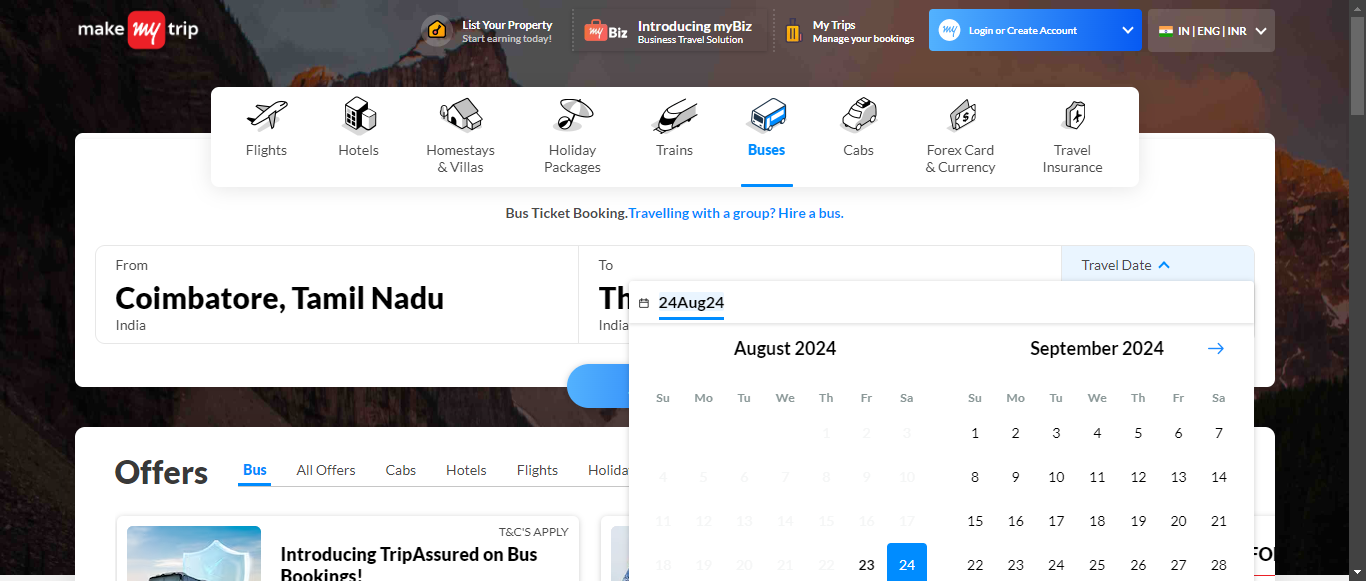 make my trip
List Your Property
Start earning today!
my Biz
Introducing myBiz
Business Travel Solution
My Trips
Manage your bookings
my
Login or Create Account
IN | ENG | INR
Flights
Hotels
Homestays
& Villas
Holiday
Packages
Trains
Buses
Cabs
Forex Card
& Currency
Travel
Insurance
Bus Ticket Booking.Travelling with a group? Hire a bus.
From
Coimbatore, Tamil Nadu
India
To
Th
India
Travel Date
24Aug24
August 2024
Su Mo Tu We Th Fr Sa
1 2 3
4 5 6 7 8 9 10
11 12 13 14 15 16 17
18 19 20 21 22 23 24
September 2024
Su Mo Tu We Th Fr Sa
1 2 3 4 5 6 7
8 9 10 11 12 13 14
15 16 17 18 19 20 21
22 23 24 25 26 27 28
Offers
Bus
All Offers
Cabs
Hotels
Flights
Holida
T&C'S APPLY
Introducing TripAssured on Bus
Bookings!
FO